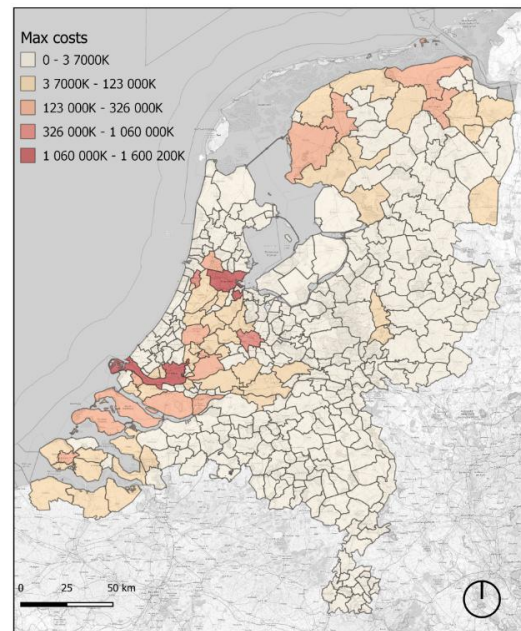 Max costs
0 - 3 7000K
3 7000K - 123 000K
123 000K - 326 000K
326 000K - 1 060 000K
1 060 000K - 1 600 200K
0 25 50 km